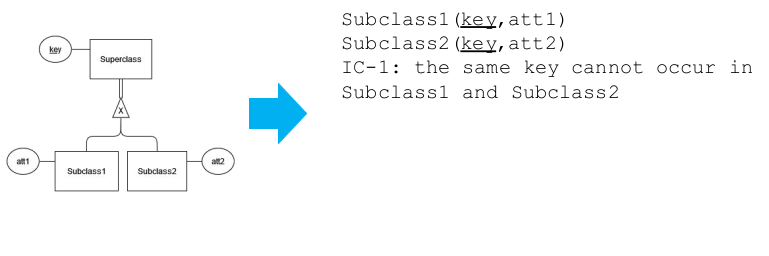 key
Superclass
X
att1
Subclass1
Subclass2
att2
Subclass1(key,att1)
Subclass2(key,att2)
IC-1: the same key cannot occur in
Subclass1 and Subclass2